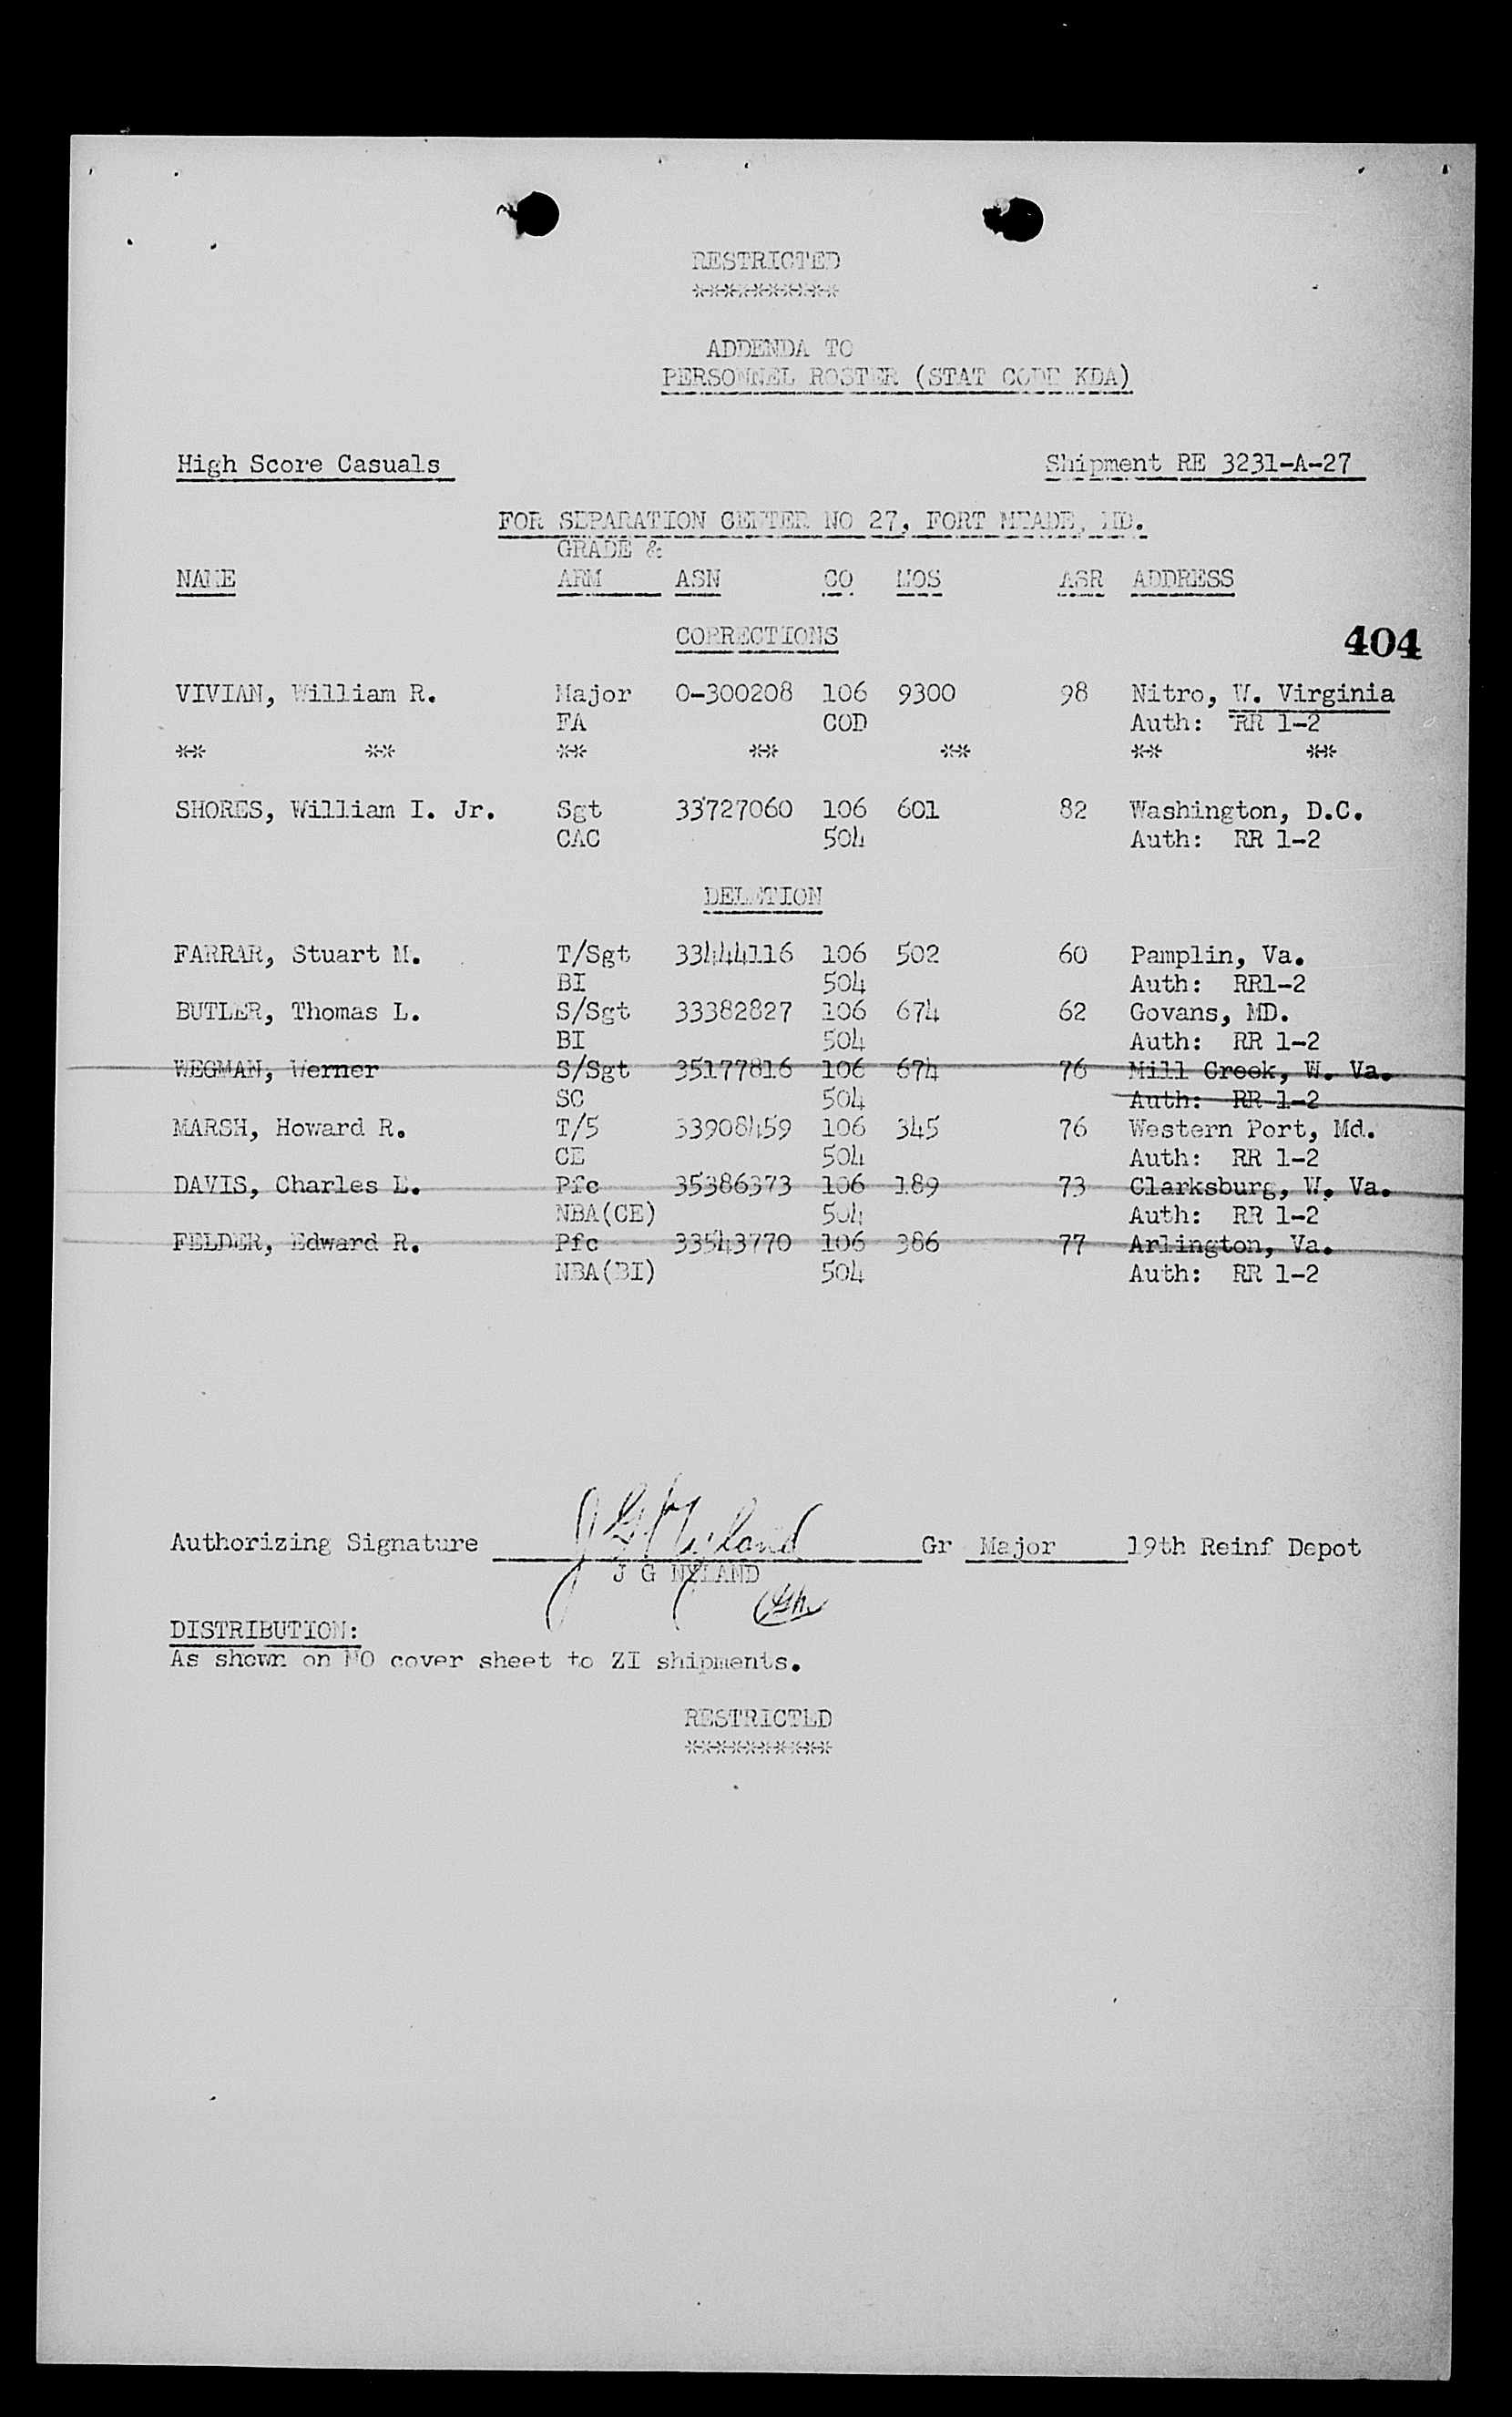 RESTRICTED
**********
ADDENDA TO
PERSONNEL ROSTER (STAT CODE KDA)
High Score Casuals Shipment RE 3231-A-27
FOR SEPARATION CENTER NO 27, FORT MEADE, MD.
GRADE &
NAME ARM ASN CO MOS ASR ADDRESS
CORRECTIONS
404
VIVIAN, William R. Major 0-300208 106 9300 98 Nitro, W. Virginia
FA COD Auth: RR 1-2
** ** ** ** ** ** **
SHORES, William I. Jr. Sgt 33727060 106 601 82 Washington, D.C.
CAC 504 Auth: RR 1-2
DELETION
FARRAR, Stuart M. T/Sgt 33444116 106 502 60 Pamplin, Va.
BI 504 Auth: RR1-2
BUTLER, Thomas L. S/Sgt 33382827 106 674 62 Govans, MD.
BI 504 Auth: RR 1-2
WEGMAN, Werner S/Sgt 35177816 106 674 76 Mill Creek, W. Va.
SC 504 Auth: RR 1-2
MARSH, Howard R. T/5 33908459 106 345 76 Western Port, Md.
CE 504 Auth: RR 1-2
DAVIS, Charles L. Pfc 35386373 106 189 73 Clarksburg, W. Va.
NBA(CE) 504 Auth: RR 1-2
FELDER, Edward R. Pfc 33543770 106 386 77 Arlington, Va.
NBA(BI) 504 Auth: RR 1-2
Authorizing Signature J G Nyland Gr Major 19th Reinf Depot
J G NYLAND
DISTRIBUTION:
As shown on MO cover sheet to ZI shipments.
RESTRICTED
**********